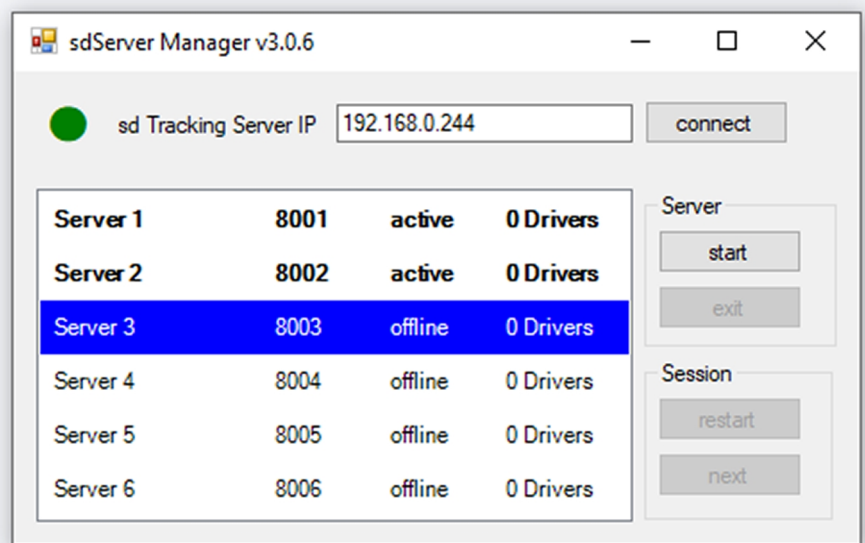 sdServer Manager v3.0.6
sd Tracking Server IP 192.168.0.244 connect
Server 1 8001 active 0 Drivers
Server 2 8002 active 0 Drivers
Server 3 8003 offline 0 Drivers
Server 4 8004 offline 0 Drivers
Server 5 8005 offline 0 Drivers
Server 6 8006 offline 0 Drivers
Server
start
exit
Session
restart
next